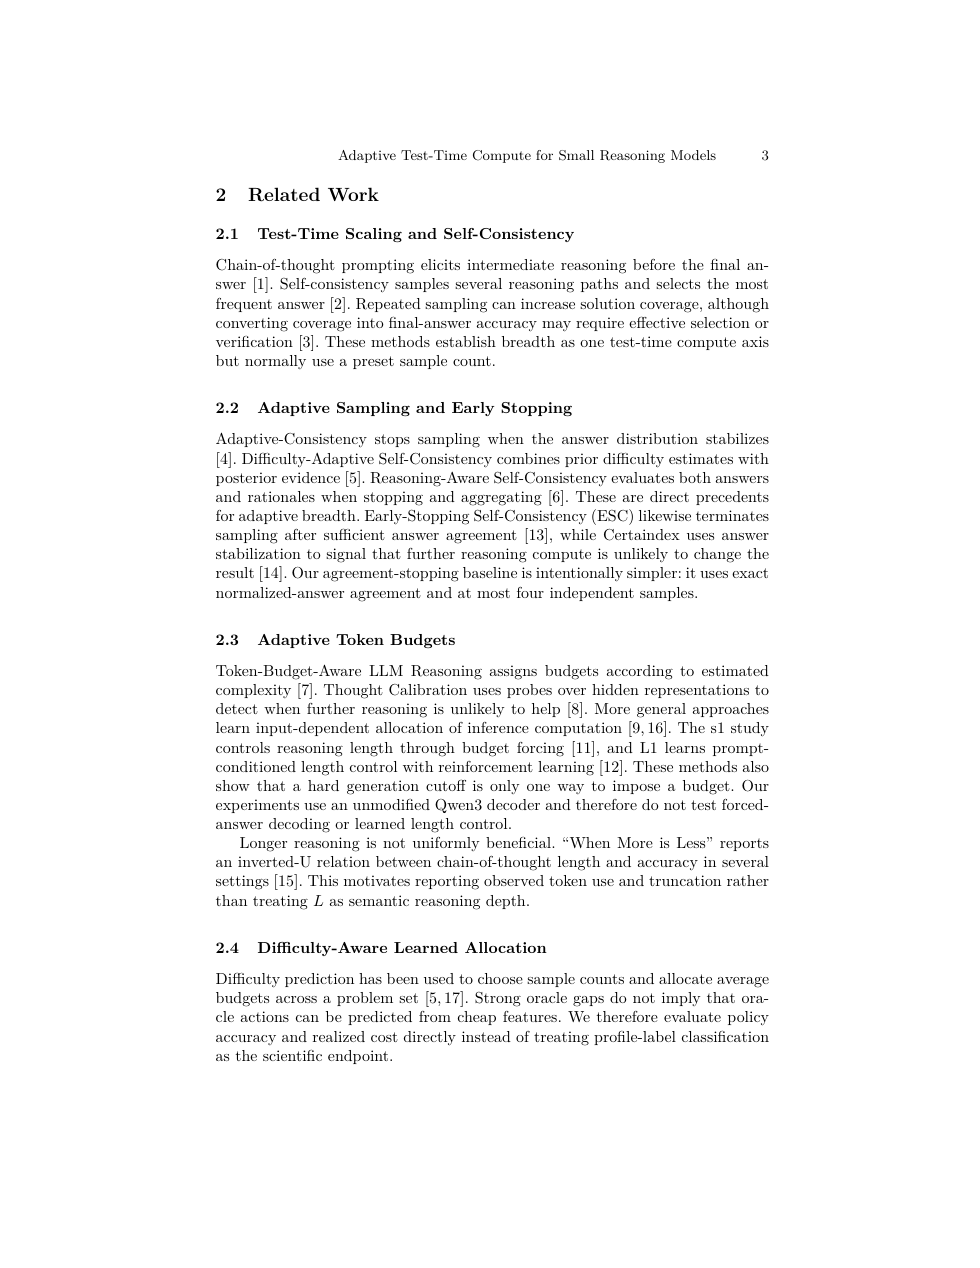 Adaptive Test-Time Compute for Small Reasoning Models 3
2 Related Work
2.1 Test-Time Scaling and Self-Consistency
Chain-of-thought prompting elicits intermediate reasoning before the final an-
swer [1]. Self-consistency samples several reasoning paths and selects the most
frequent answer [2]. Repeated sampling can increase solution coverage, although
converting coverage into final-answer accuracy may require effective selection or
verification [3]. These methods establish breadth as one test-time compute axis
but normally use a preset sample count.
2.2 Adaptive Sampling and Early Stopping
Adaptive-Consistency stops sampling when the answer distribution stabilizes
[4]. Difficulty-Adaptive Self-Consistency combines prior difficulty estimates with
posterior evidence [5]. Reasoning-Aware Self-Consistency evaluates both answers
and rationales when stopping and aggregating [6]. These are direct precedents
for adaptive breadth. Early-Stopping Self-Consistency (ESC) likewise terminates
sampling after sufficient answer agreement [13], while Certaindex uses answer
stabilization to signal that further reasoning compute is unlikely to change the
result [14]. Our agreement-stopping baseline is intentionally simpler: it uses exact
normalized-answer agreement and at most four independent samples.
2.3 Adaptive Token Budgets
Token-Budget-Aware LLM Reasoning assigns budgets according to estimated
complexity [7]. Thought Calibration uses probes over hidden representations to
detect when further reasoning is unlikely to help [8]. More general approaches
learn input-dependent allocation of inference computation [9, 16]. The s1 study
controls reasoning length through budget forcing [11], and L1 learns prompt-
conditioned length control with reinforcement learning [12]. These methods also
show that a hard generation cutoff is only one way to impose a budget. Our
experiments use an unmodified Qwen3 decoder and therefore do not test forced-
answer decoding or learned length control.
Longer reasoning is not uniformly beneficial. “When More is Less” reports
an inverted-U relation between chain-of-thought length and accuracy in several
settings [15]. This motivates reporting observed token use and truncation rather
than treating L as semantic reasoning depth.
2.4 Difficulty-Aware Learned Allocation
Difficulty prediction has been used to choose sample counts and allocate average
budgets across a problem set [5, 17]. Strong oracle gaps do not imply that ora-
cle actions can be predicted from cheap features. We therefore evaluate policy
accuracy and realized cost directly instead of treating profile-label classification
as the scientific endpoint.